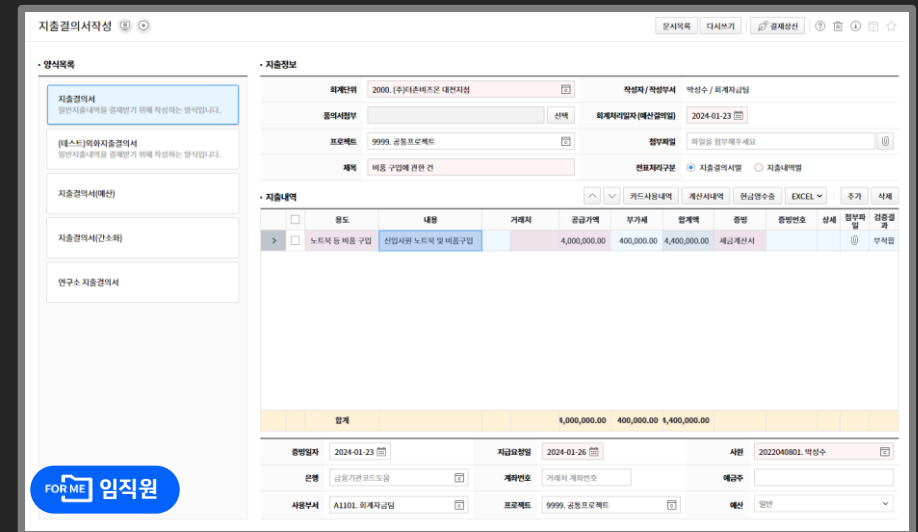 지출결의서작성
문서목록 다시쓰기 결재상신
· 양식목록
지출결의서
일반지출내역을 결재받기 위해 작성하는 양식입니다.
(테스트)외화지출결의서
일반지출내역을 결재받기 위해 작성하는 양식입니다.
지출결의서(예산)
지출결의서(간소화)
연구소 지출결의서
· 지출정보
회계단위 2000. (주)더존비즈온 대전지점 작성자 / 작성부서 박성수 / 회계자금팀
품의서첨부 선택 회계처리일자 (예산결의일) 2024-01-23
프로젝트 9999. 공통프로젝트 첨부파일 파일을 첨부해주세요
제목 비품 구입에 관한 건 전표처리구분 지출결의서별 지출내역별
· 지출내역 카드사용내역 계산서내역 현금영수증 EXCEL 추가 삭제
용도 내용 거래처 공급가액 부가세 합계액 증빙 증빙번호 상세 첨부파일 검증결과
노트북 등 비품 구입 신입사원 노트북 및 비품구입 4,000,000.00 400,000.00 4,400,000.00 세금계산서 부적합
합계 4,000,000.00 400,000.00 4,400,000.00
증빙일자 2024-01-23 지급요청일 2024-01-26 사원 2022040801. 박성수
은행 금융기관코드도움 계좌번호 거래처 계좌번호 예금주
사용부서 A1101. 회계자금팀 프로젝트 9999. 공통프로젝트 예산 일반
FOR ME 임직원